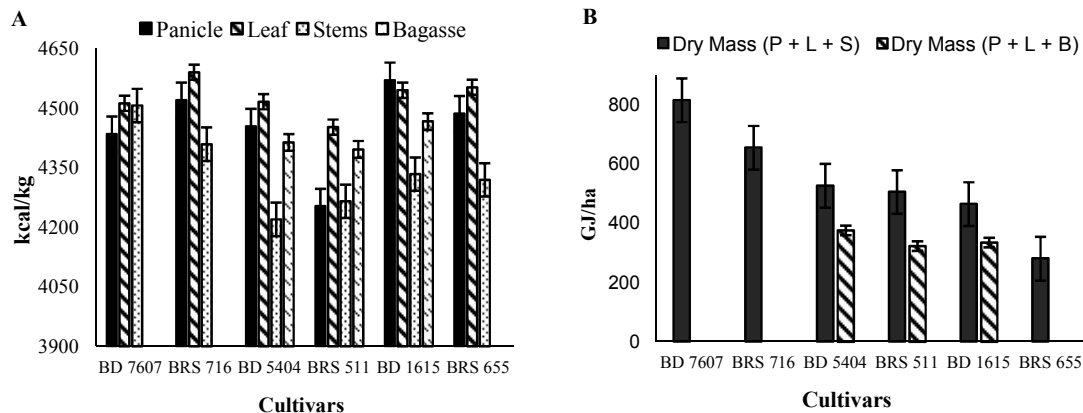 A
Panicle Leaf Stems Bagasse
4650
4500
4350
4200
4050
3900
kcal/kg
BD 7607 BRS 716 BD 5404 BRS 511 BD 1615 BRS 655
Cultivars
B
Dry Mass (P + L + S) Dry Mass (P + L + B)
800
600
400
200
0
GJ/ha
BD 7607 BRS 716 BD 5404 BRS 511 BD 1615 BRS 655
Cultivars